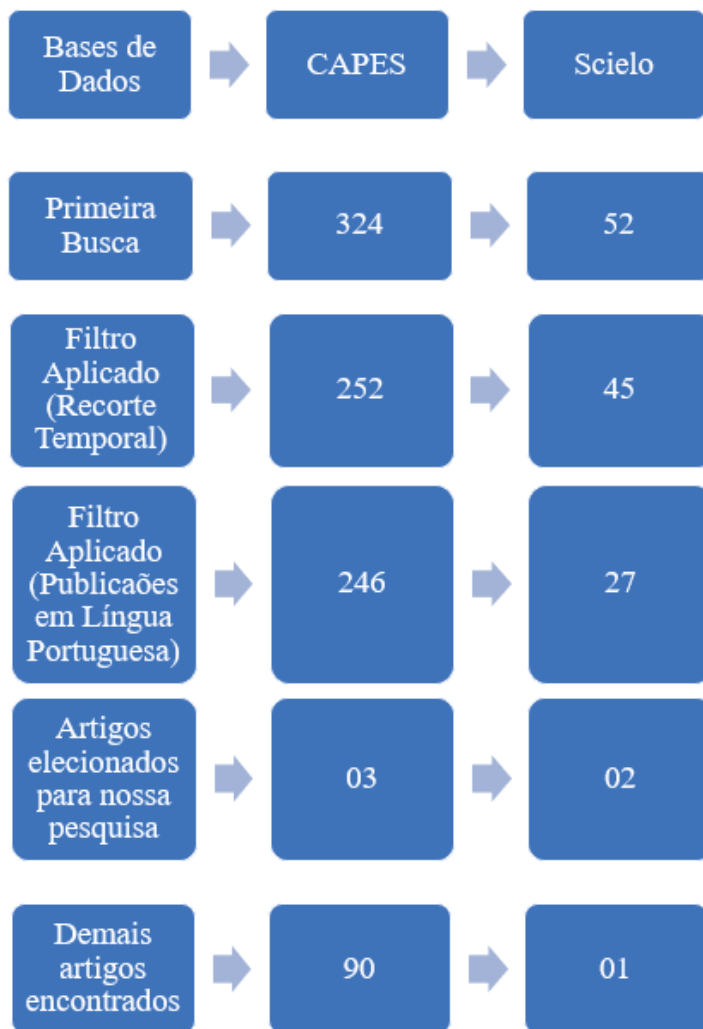 Bases de
Dados
CAPES
Scielo
Primeira
Busca
324
52
Filtro
Aplicado
(Recorte
Temporal)
252
45
Filtro
Aplicado
(Publicaões
em Língua
Portuguesa)
246
27
Artigos
elecionados
para nossa
pesquisa
03
02
Demais
artigos
encontrados
90
01